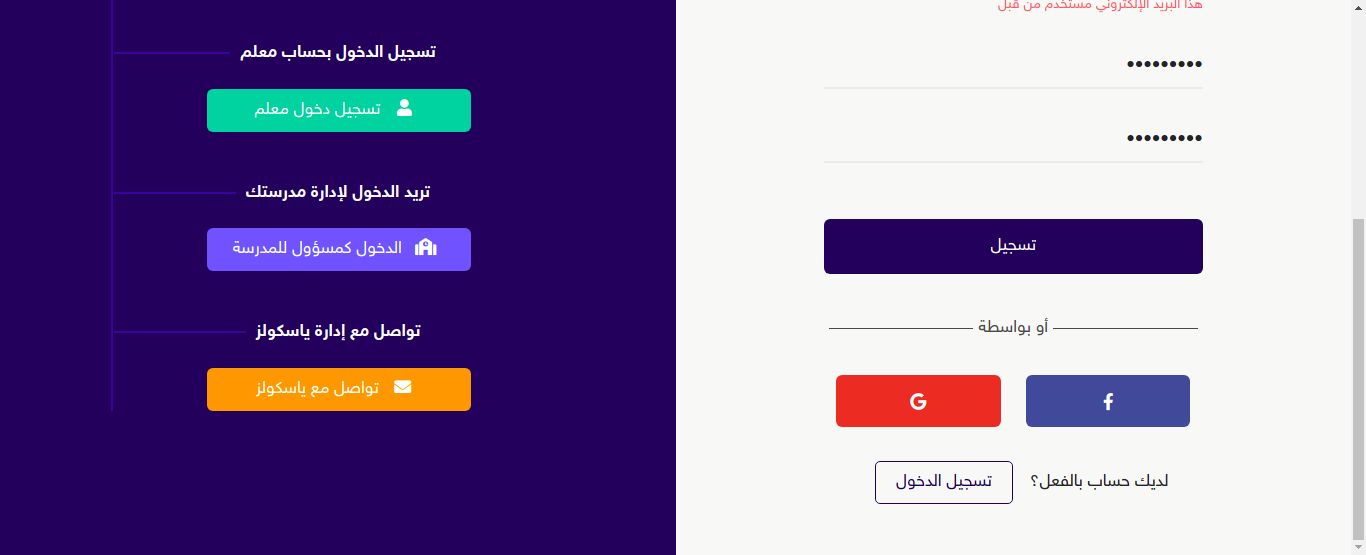 هذا البريد الإلكتروني مستخدم من قبل
•••••••••
•••••••••
تسجيل
أو بواسطة
لديك حساب بالفعل؟
تسجيل الدخول
تسجيل الدخول بحساب معلم
تسجيل دخول معلم
تريد الدخول لإدارة مدرستك
الدخول كمسؤول للمدرسة
تواصل مع إدارة ياسكولز
تواصل مع ياسكولز